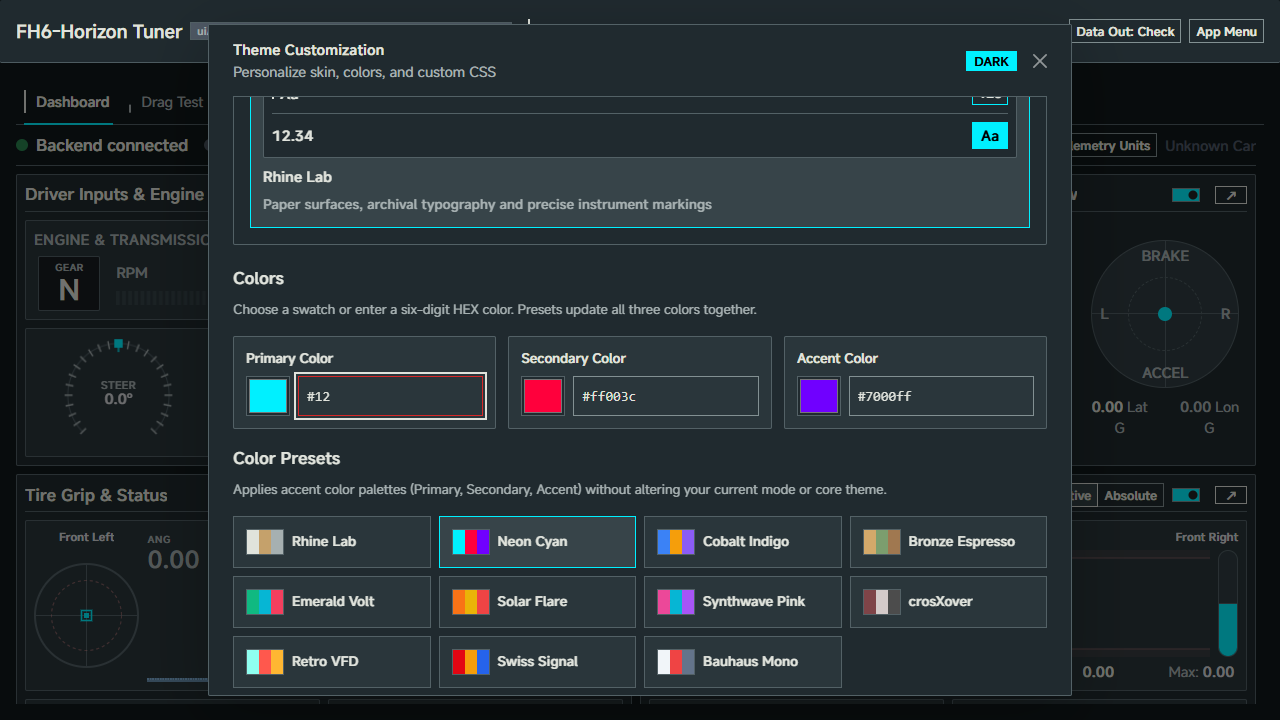 FH6-Horizon Tuner
Data Out: Check
App Menu
Theme Customization
Personalize skin, colors, and custom CSS
DARK
Dashboard
Drag Test
Backend connected
lemetry Units
Unknown Car
12.34
Aa
Rhine Lab
Paper surfaces, archival typography and precise instrument markings
Driver Inputs & Engine
ENGINE & TRANSMISSIO
GEAR
N
RPM
STEER
0.0°
BRAKE
L
R
ACCEL
0.00 Lat
G
0.00 Lon
G
Colors
Choose a swatch or enter a six-digit HEX color. Presets update all three colors together.
Primary Color
#12
Secondary Color
#ff003c
Accent Color
#7000ff
Color Presets
Applies accent color palettes (Primary, Secondary, Accent) without altering your current mode or core theme.
Rhine Lab
Neon Cyan
Cobalt Indigo
Bronze Espresso
Emerald Volt
Solar Flare
Synthwave Pink
crosXover
Retro VFD
Swiss Signal
Bauhaus Mono
Tire Grip & Status
Absolute
Front Left
ANG
0.00
Front Right
0.00
Max: 0.00